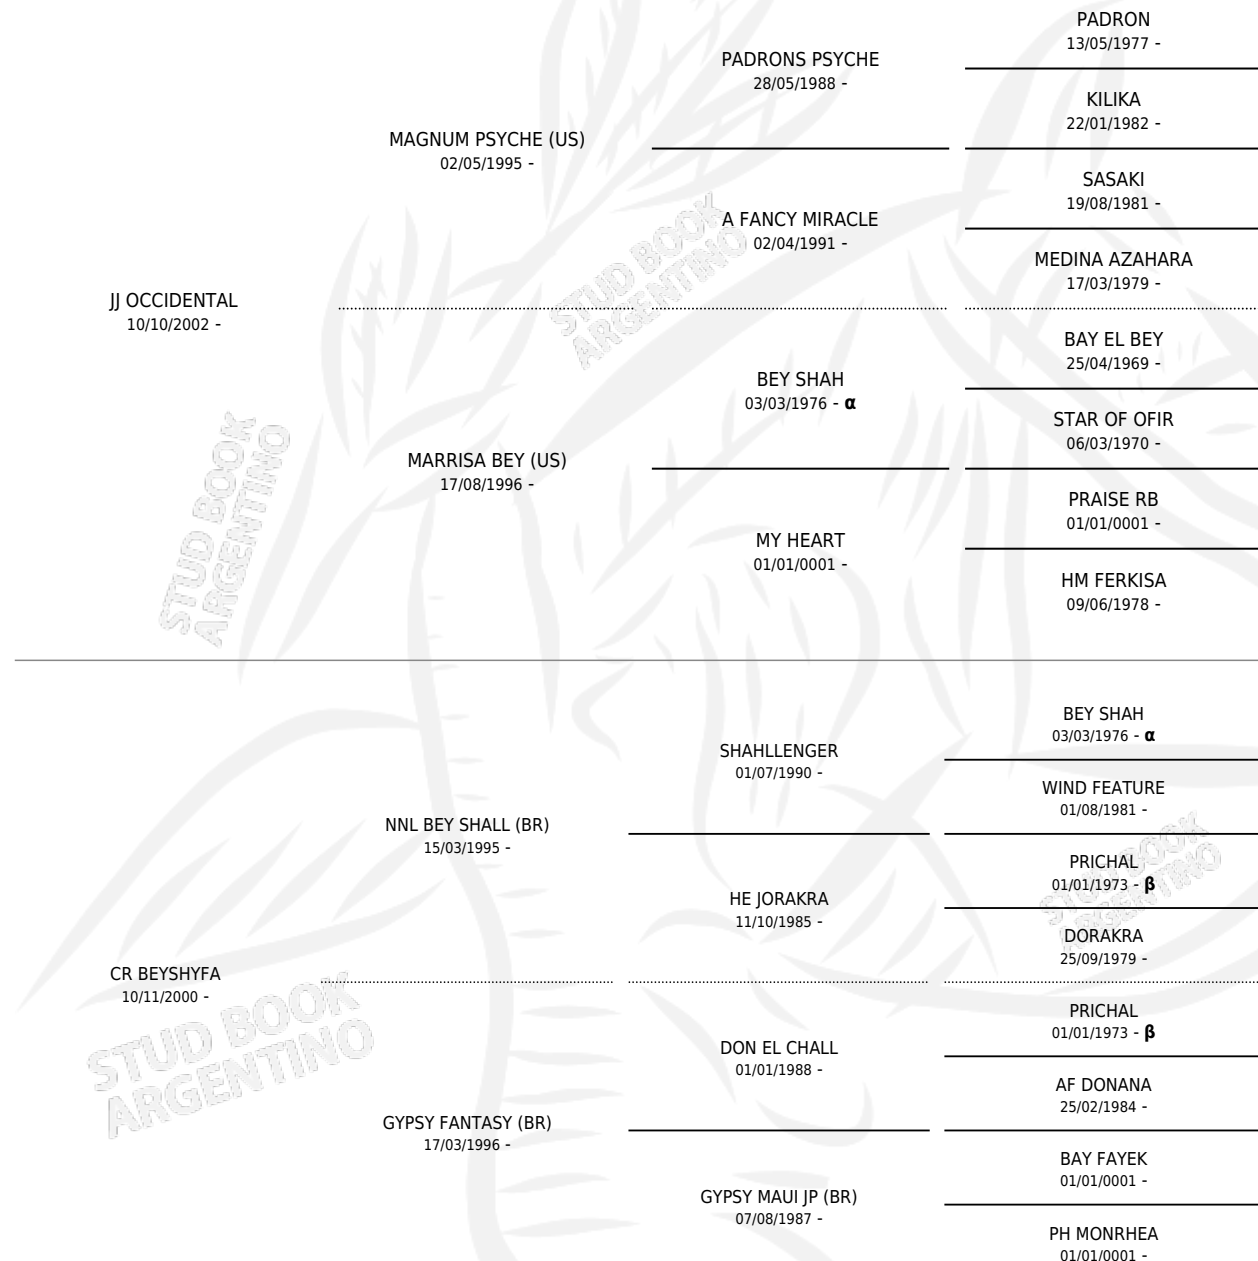 PADRON
13/05/1977 -
PADRONS PSYCHE
28/05/1988 -
KILIKA
22/01/1982 -
MAGNUM PSYCHE (US)
02/05/1995 -
SASAKI
19/08/1981 -
A FANCY MIRACLE
02/04/1991 -
MEDINA AZAHARA
17/03/1979 -
JJ OCCIDENTAL
10/10/2002 -
BAY EL BEY
25/04/1969 -
BEY SHAH
03/03/1976 - α
STAR OF OFIR
06/03/1970 -
MARRISA BEY (US)
17/08/1996 -
PRAISE RB
01/01/0001 -
MY HEART
01/01/0001 -
HM FERKISA
09/06/1978 -
STUD BOOK
ARGENTINO
STUD BOOK
ARGENTINO
BEY SHAH
03/03/1976 - α
SHAHLLENGER
01/07/1990 -
WIND FEATURE
01/08/1981 -
NNL BEY SHALL (BR)
15/03/1995 -
PRICHAL
01/01/1973 - β
HE JORAKRA
11/10/1985 -
DORAKRA
25/09/1979 -
CR BEYSHYFA
10/11/2000 -
PRICHAL
01/01/1973 - β
DON EL CHALL
01/01/1988 -
AF DONANA
25/02/1984 -
GYPSY FANTASY (BR)
17/03/1996 -
BAY FAYEK
01/01/0001 -
GYPSY MAUI JP (BR)
07/08/1987 -
PH MONRHEA
01/01/0001 -
STUD BOOK
ARGENTINO
STUD BOOK
ARGENTINO